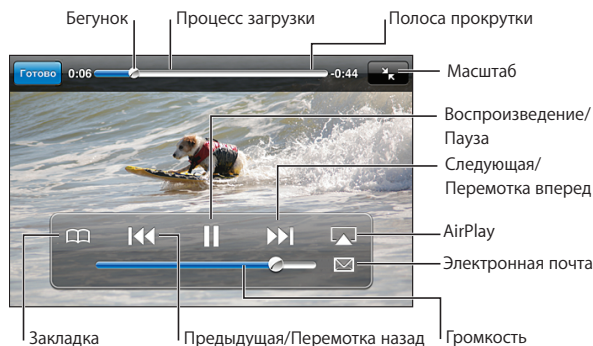 Бегунок Процесс загрузки Полоса прокрутки
Готово 0:06 -0:44 Масштаб
Воспроизведение/
Пауза
Следующая/
Перемотка вперед
AirPlay
Электронная почта
Закладка Предыдущая/Перемотка назад Громкость